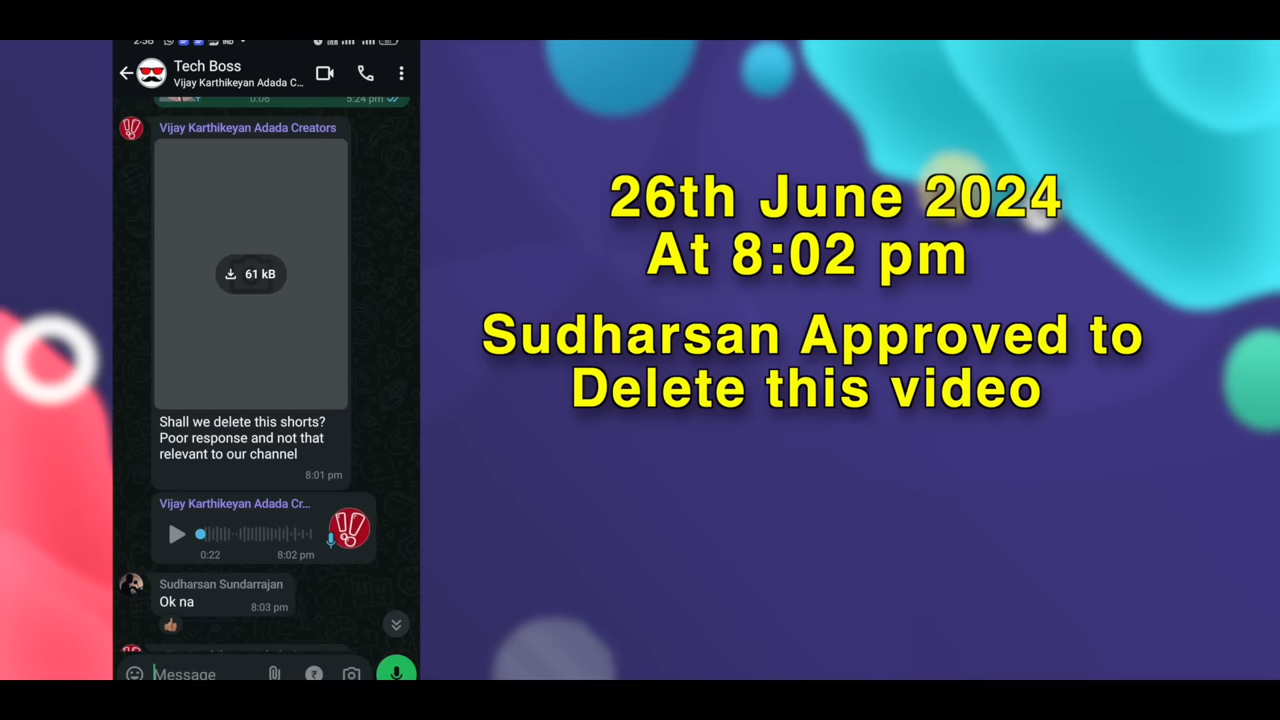 2:38
Tech Boss
Vijay Karthikeyan Adada C...
0:06
5:24 pm
Vijay Karthikeyan Adada Creators
61 kB
Shall we delete this shorts?
Poor response and not that
relevant to our channel
8:01 pm
Vijay Karthikeyan Adada Cr...
0:22
8:02 pm
Sudharsan Sundarrajan
Ok na
8:03 pm
Message
26th June 2024
At 8:02 pm
Sudharsan Approved to
Delete this video